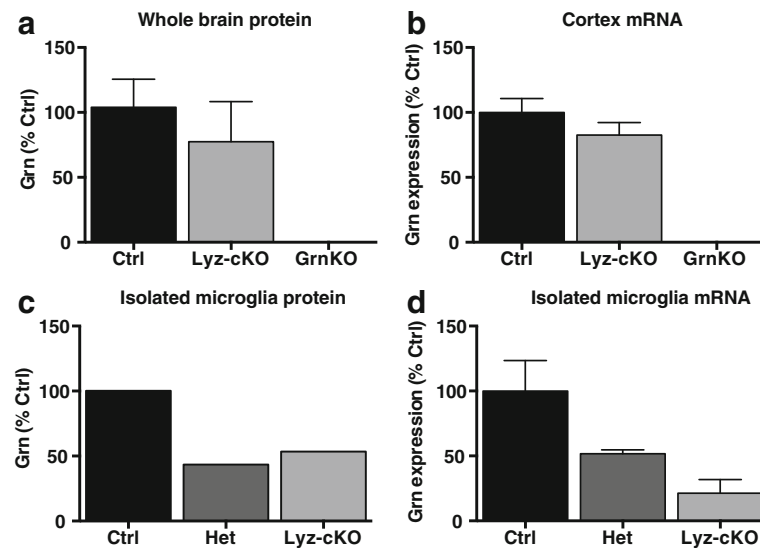 a Whole brain protein
Grn (% Ctrl)
150
100
50
0
Ctrl Lyz-cKO GrnKO
b Cortex mRNA
Grn expression (% Ctrl)
150
100
50
0
Ctrl Lyz-cKO GrnKO
c Isolated microglia protein
Grn (% Ctrl)
150
100
50
0
Ctrl Het Lyz-cKO
d Isolated microglia mRNA
Grn expression (% Ctrl)
150
100
50
0
Ctrl Het Lyz-cKO